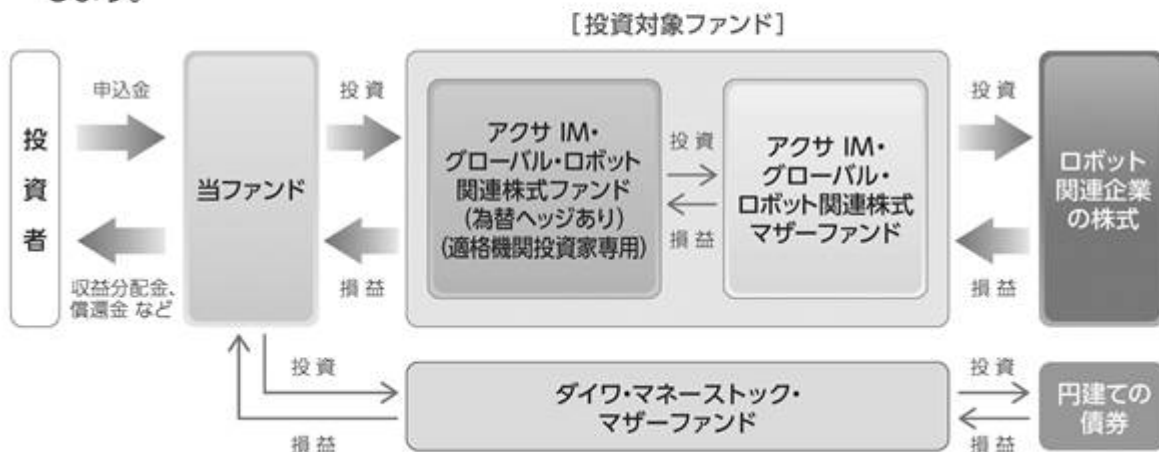 します。
[投資対象ファンド]
投資者
申込金
収益分配金、
償還金 など
当ファンド
投 資
損 益
アクサ IM・
グローバル・ロボット
関連株式ファンド
(為替ヘッジあり)
(適格機関投資家専用)
投 資
損 益
アクサ IM・
グローバル・
ロボット関連株式
マザーファンド
投 資
損 益
ロボット
関連企業
の株式
投 資
損 益
ダイワ・マネーストック・
マザーファンド
投 資
損 益
円建ての
債券